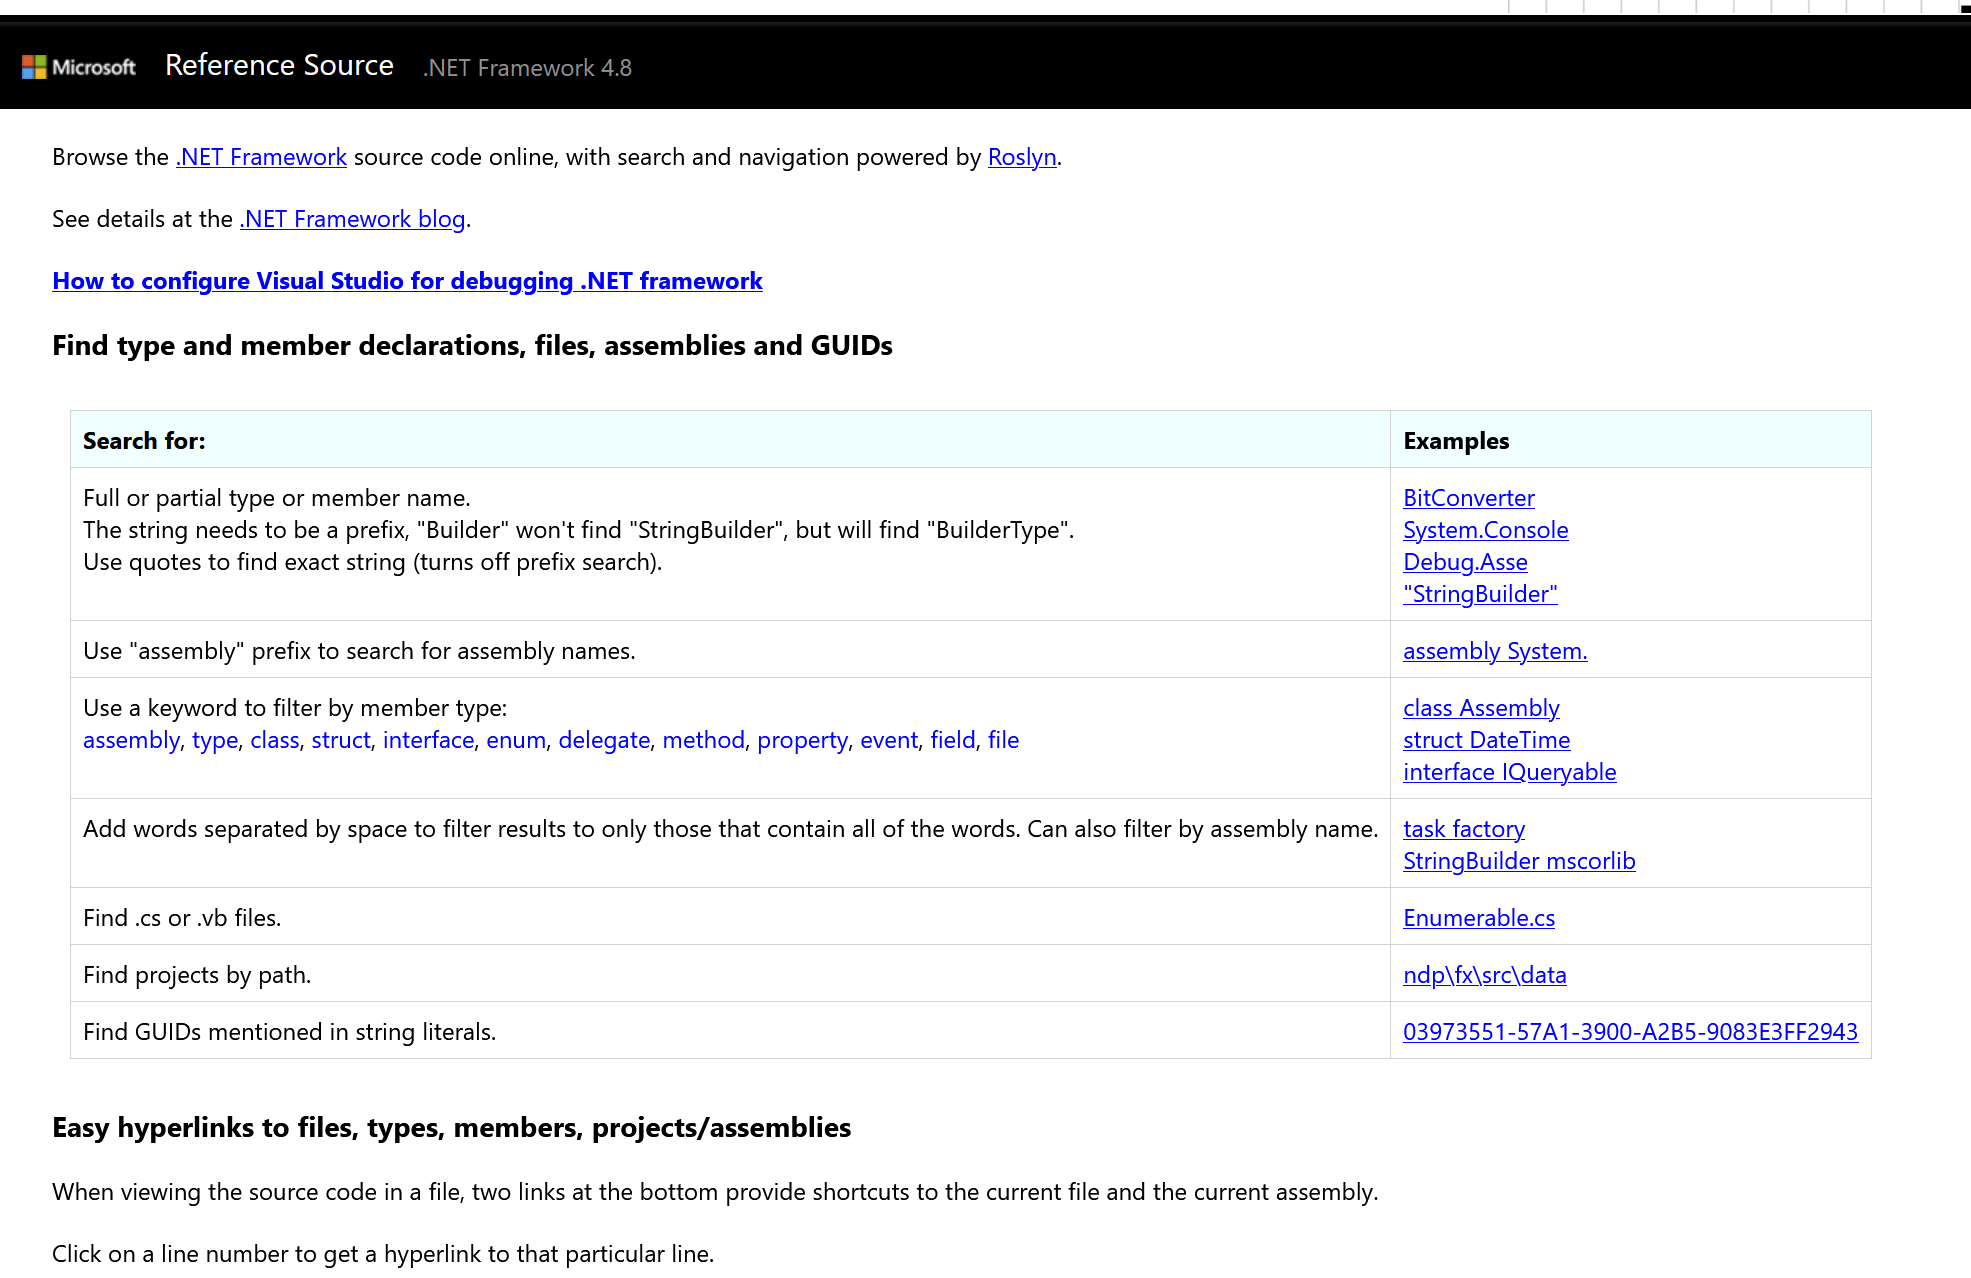 Microsoft Reference Source .NET Framework 4.8
Browse the .NET Framework source code online, with search and navigation powered by Roslyn.
See details at the .NET Framework blog.
How to configure Visual Studio for debugging .NET framework
Find type and member declarations, files, assemblies and GUIDs
Search for: Examples
Full or partial type or member name.
The string needs to be a prefix, "Builder" won't find "StringBuilder", but will find "BuilderType".
Use quotes to find exact string (turns off prefix search).
BitConverter
System.Console
Debug.Asse
"StringBuilder"
Use "assembly" prefix to search for assembly names.
assembly System.
Use a keyword to filter by member type:
assembly, type, class, struct, interface, enum, delegate, method, property, event, field, file
class Assembly
struct DateTime
interface IQueryable
Add words separated by space to filter results to only those that contain all of the words. Can also filter by assembly name.
task factory
StringBuilder mscorlib
Find .cs or .vb files.
Enumerable.cs
Find projects by path.
ndp\fx\src\data
Find GUIDs mentioned in string literals.
03973551-57A1-3900-A2B5-9083E3FF2943
Easy hyperlinks to files, types, members, projects/assemblies
When viewing the source code in a file, two links at the bottom provide shortcuts to the current file and the current assembly.
Click on a line number to get a hyperlink to that particular line.